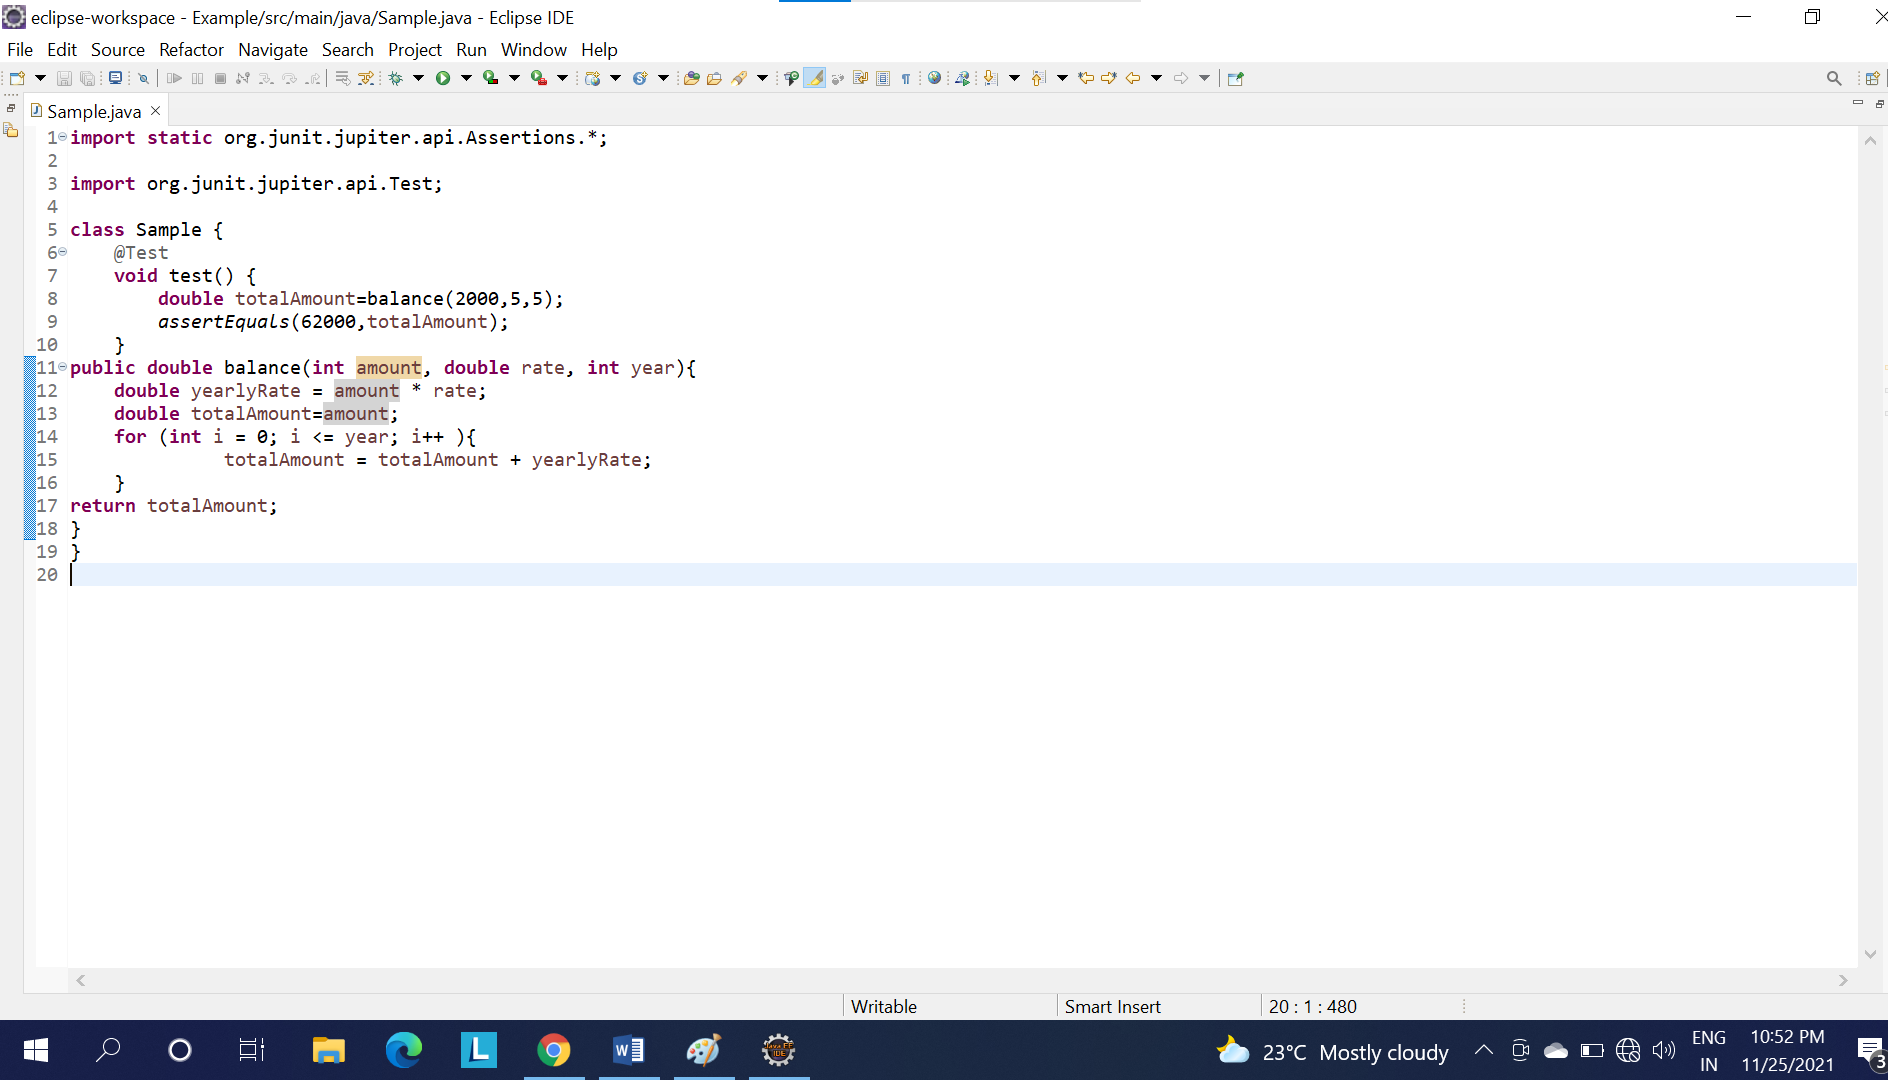 eclipse-workspace - Example/src/main/java/Sample.java - Eclipse IDE
File Edit Source Refactor Navigate Search Project Run Window Help
Sample.java
1 import static org.junit.jupiter.api.Assertions.*;
2
3 import org.junit.jupiter.api.Test;
4
5 class Sample {
6     @Test
7     void test() {
8         double totalAmount=balance(2000,5,5);
9         assertEquals(62000,totalAmount);
10     }
11 public double balance(int amount, double rate, int year){
12     double yearlyRate = amount * rate;
13     double totalAmount=amount;
14     for (int i = 0; i <= year; i++ ){
15               totalAmount = totalAmount + yearlyRate;
16     }
17 return totalAmount;
18 }
19 }
20
Writable Smart Insert 20 : 1 : 480
L W Java EE IDE 23°C Mostly cloudy ENG IN 10:52 PM 11/25/2021 3